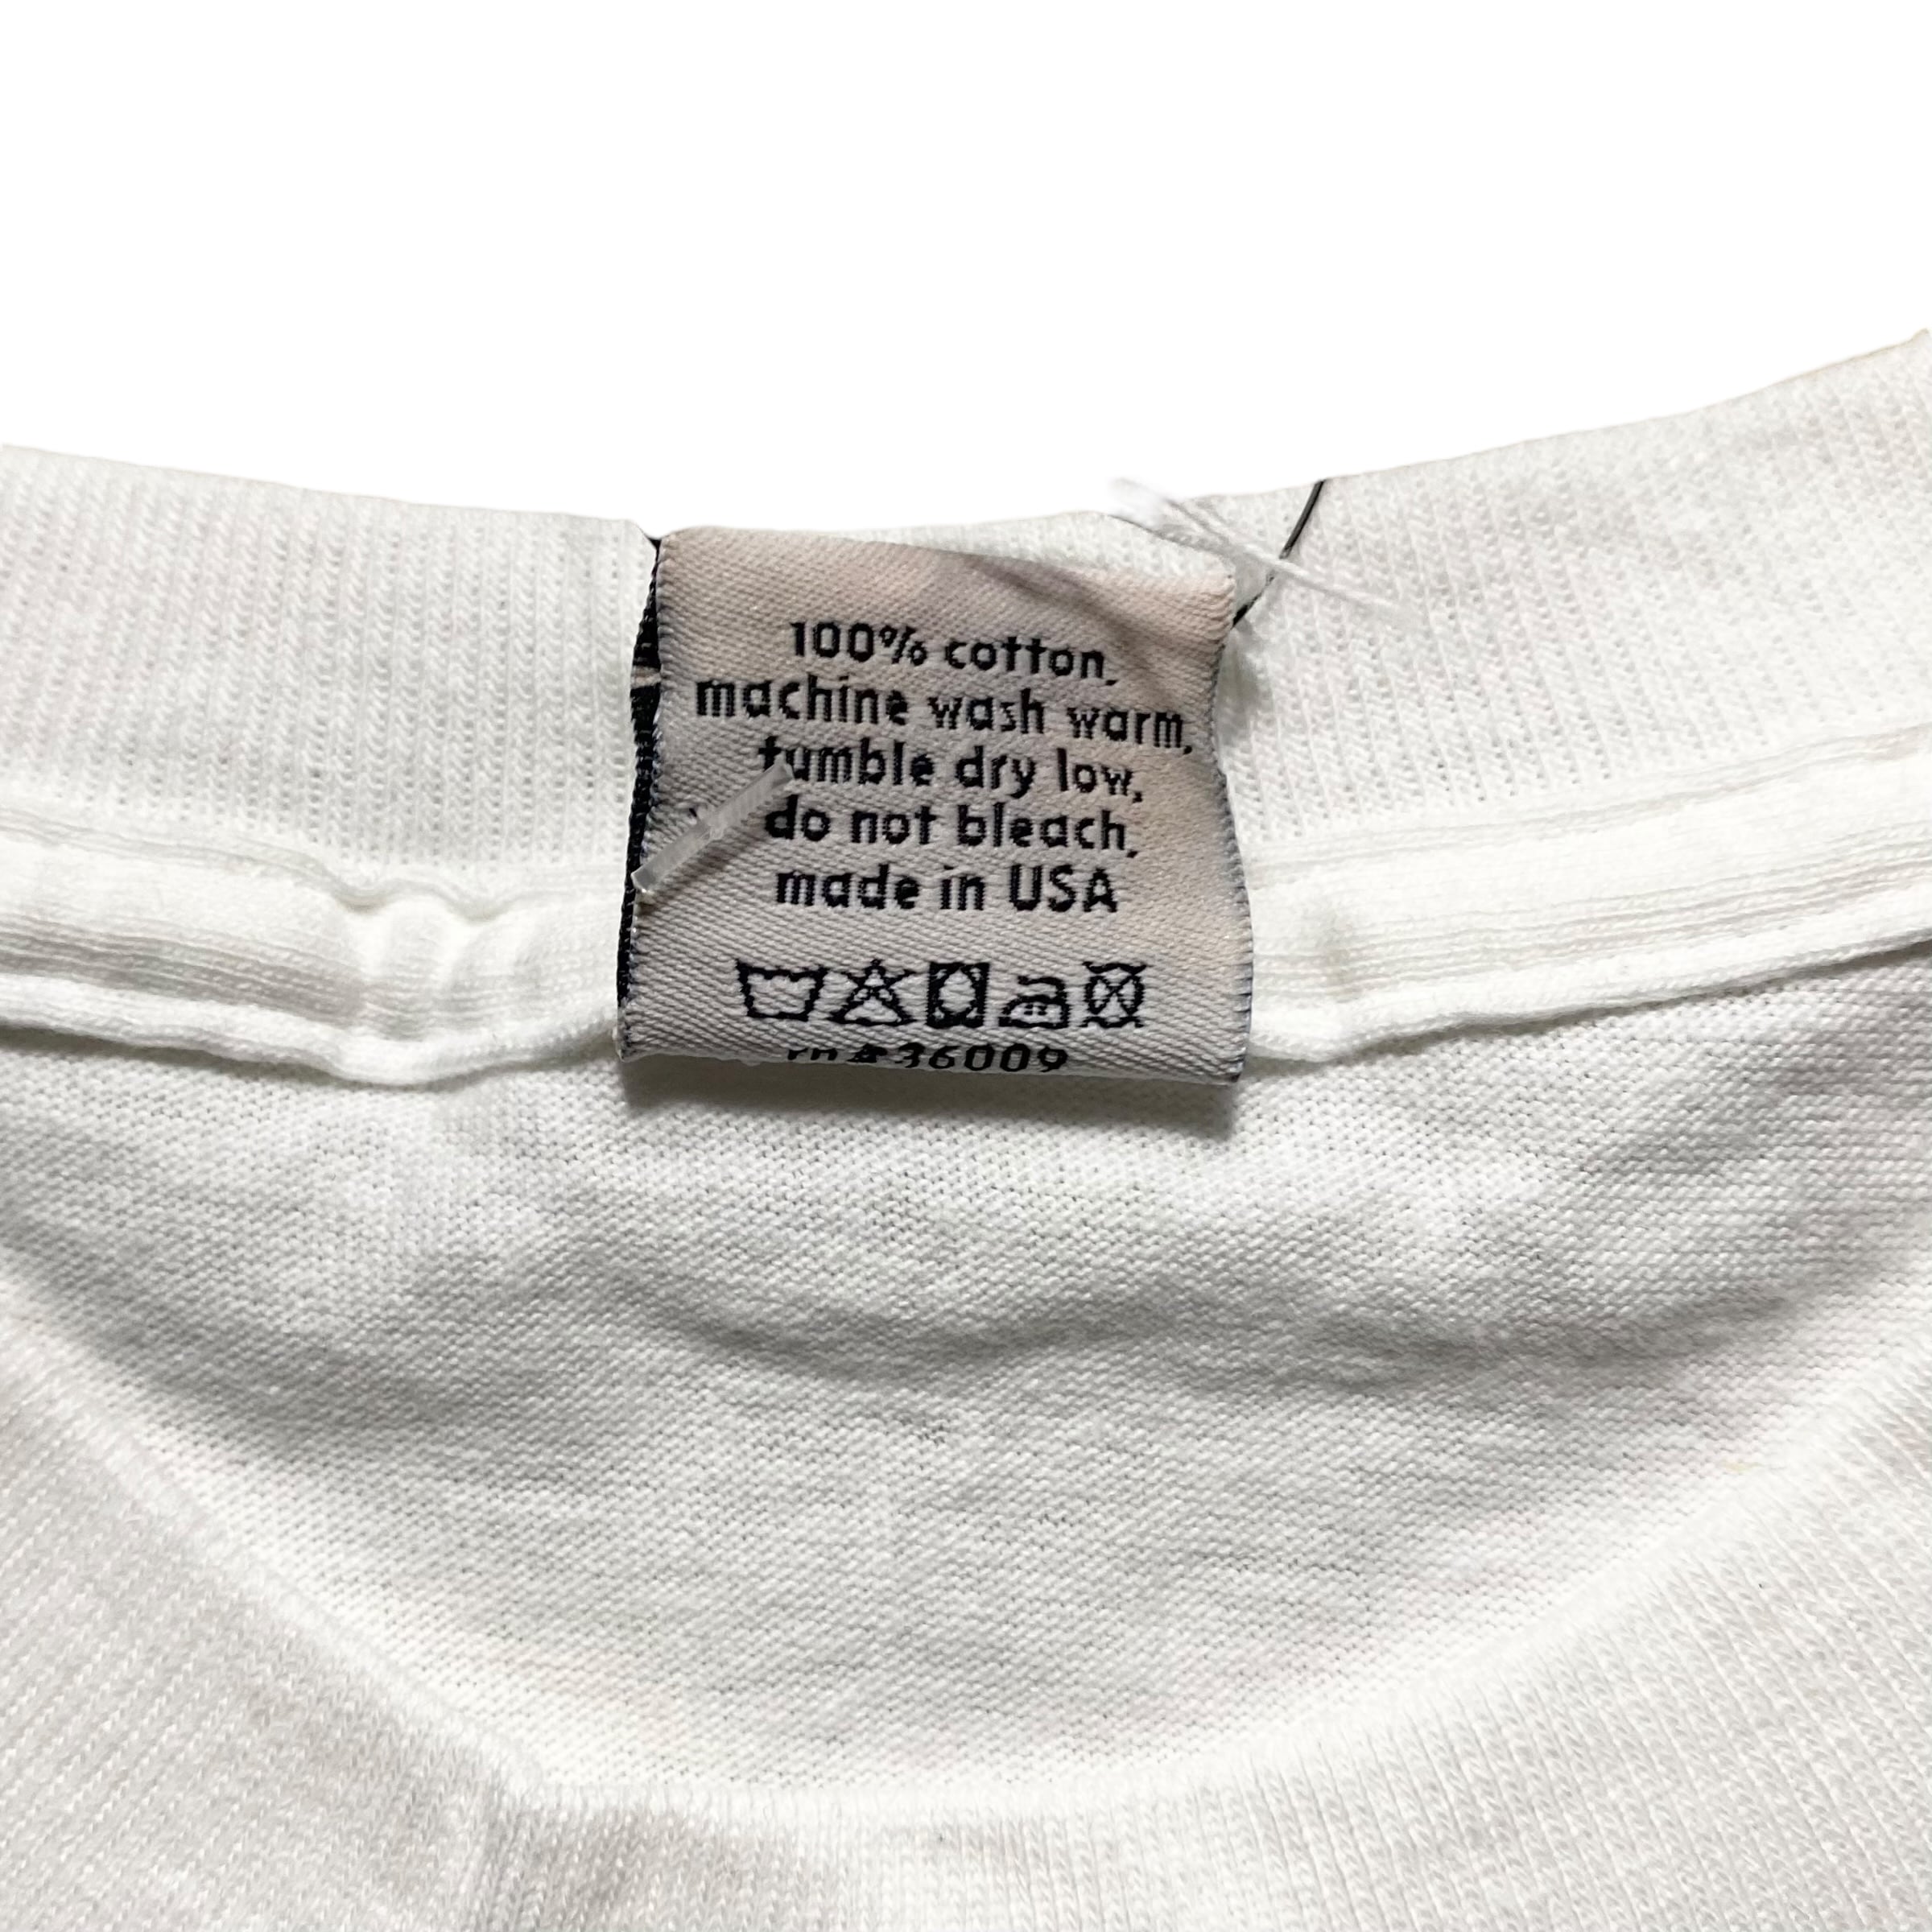 100% cotton,
machine wash warm,
tumble dry low,
do not bleach,
made in USA
rn#36009